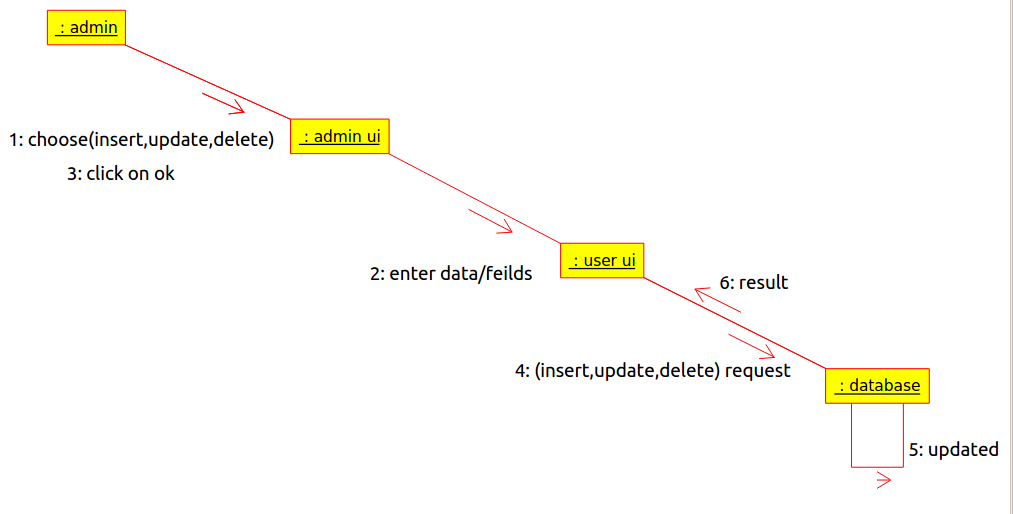 : admin
1: choose(insert,update,delete)
: admin ui
3: click on ok
: user ui
2: enter data/feilds
6: result
4: (insert,update,delete) request
: database
5: updated